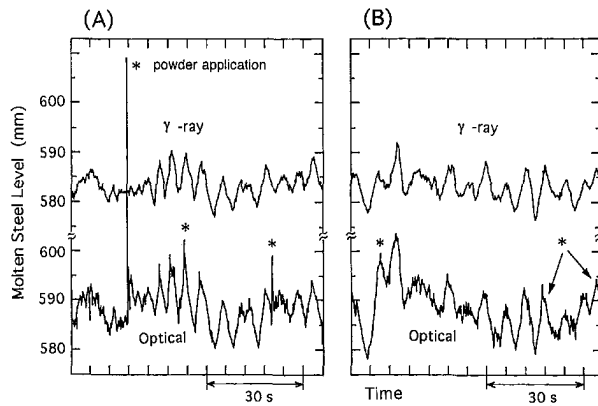 (A)
(B)
Molten Steel Level (mm)
600
590
580
600
590
580
* powder application
γ -ray
*
*
Optical
30 s
γ -ray
*
*
Optical
Time
30 s